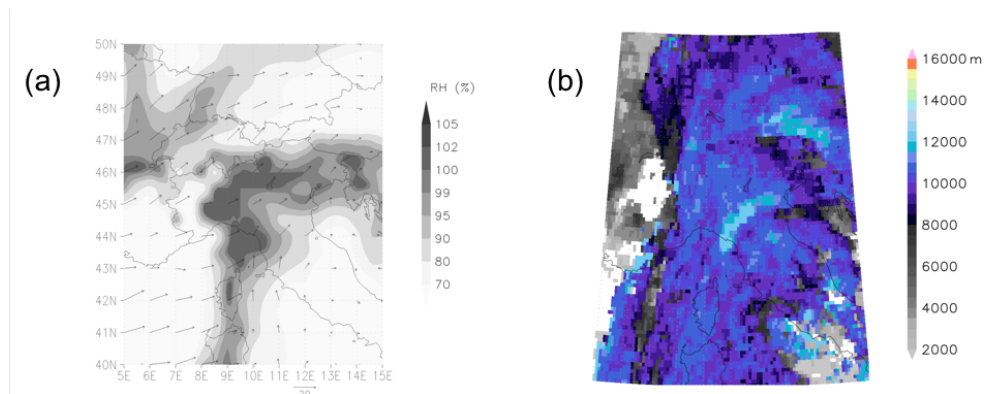 (a)
50N
49N
48N
47N
46N
45N
44N
43N
42N
41N
40N
5E 6E 7E 8E 9E 10E 11E 12E 13E 14E 15E
20
RH (%)
105
102
100
99
95
90
80
70
(b)
16000 m
14000
12000
10000
8000
6000
4000
2000